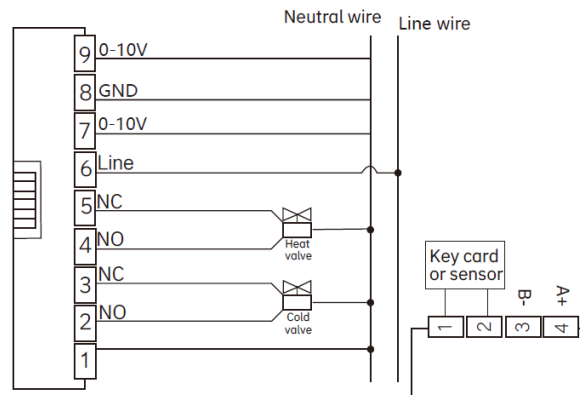 Neutral wire
Line wire
9 0-10V
8 GND
7 0-10V
6 Line
5 NC
4 NO
Heat
valve
3 NC
2 NO
Cold
valve
1
Key card
or sensor
B-
A+
1 2 3 4